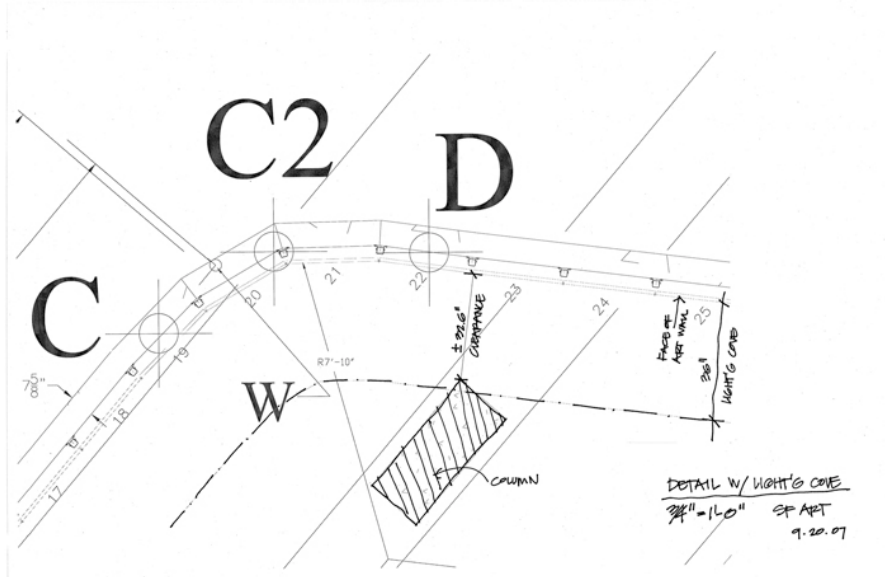 C2
D
C
W
20
21
22
23
24
25
19
18
17
7 5/8"
R7'-10"
± 32.6"
CLEARANCE
FACE OF
ART WALL
36"
LIGHT'G COVE
COLUMN
DETAIL W/ LIGHT'G COVE
3/4"=1'-0" SF ART
9.20.07